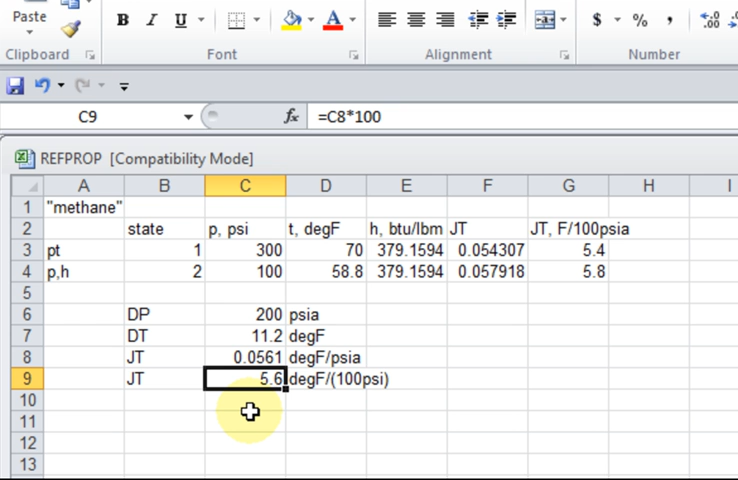 Paste
B I U A $ % , .00
Clipboard Font Alignment Number
C9 fx =C8*100
REFPROP [Compatibility Mode]
A B C D E F G H I
1 "methane"
2 state p, psi t, degF h, btu/lbm JT JT, F/100psia
3 pt 1 300 70 379.1594 0.054307 5.4
4 p,h 2 100 58.8 379.1594 0.057918 5.8
5
6 DP 200 psia
7 DT 11.2 degF
8 JT 0.0561 degF/psia
9 JT 5.6 degF/(100psi)
10
11
12
13